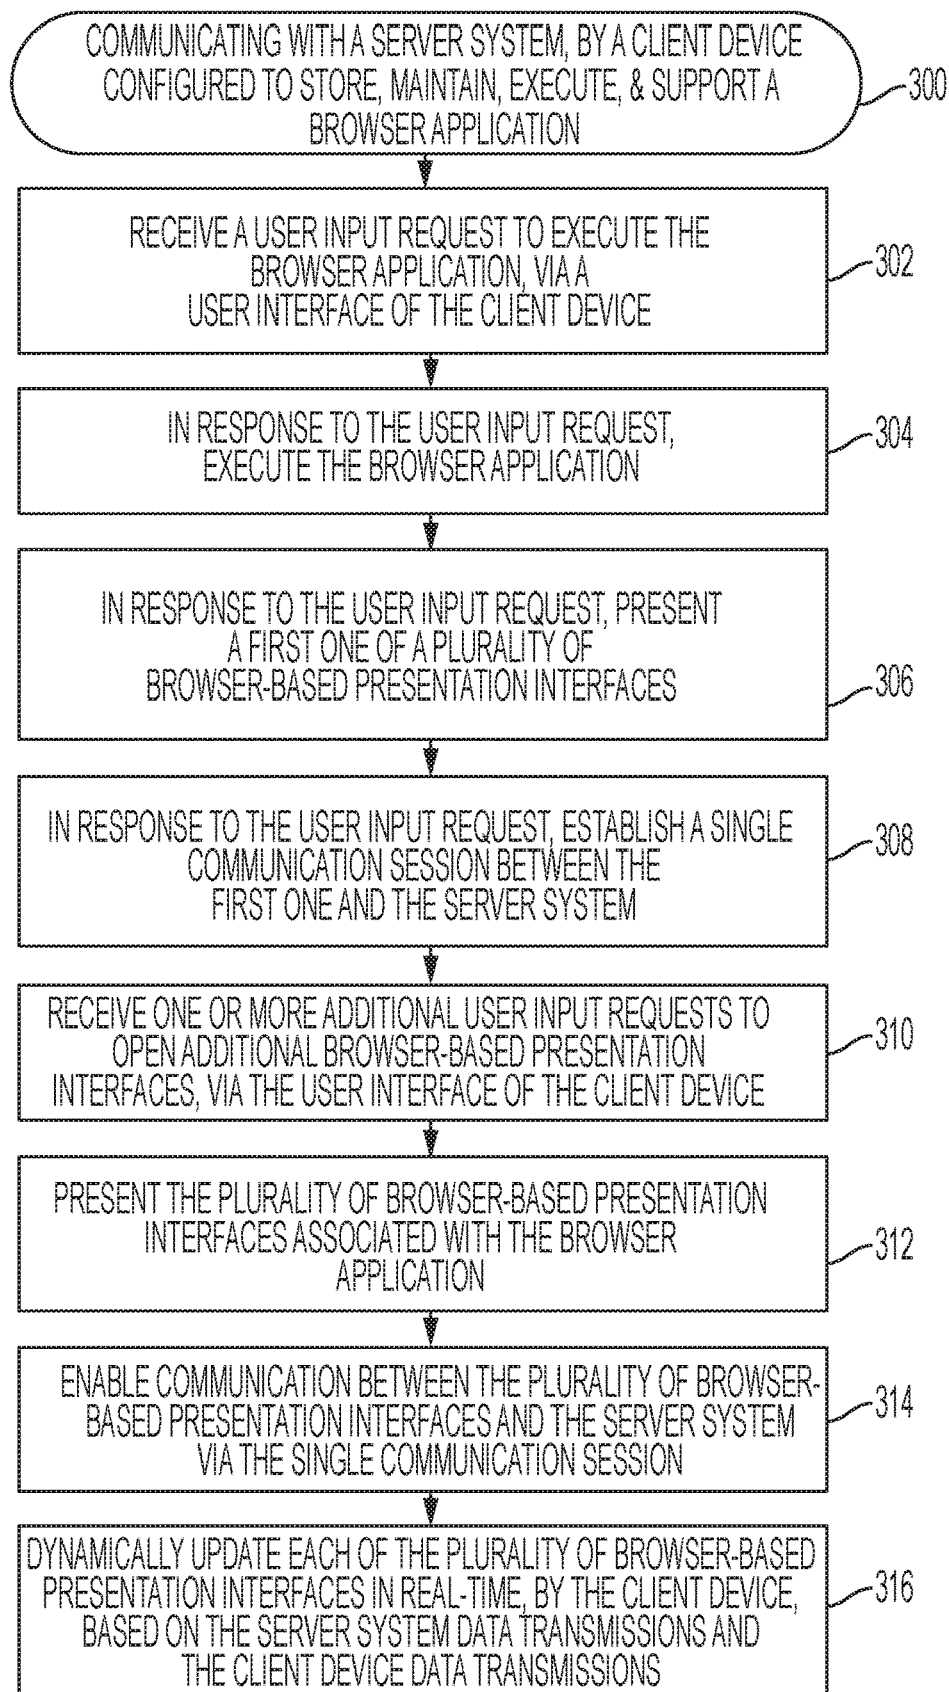 COMMUNICATING WITH A SERVER SYSTEM, BY A CLIENT DEVICE
CONFIGURED TO STORE, MAINTAIN, EXECUTE, & SUPPORT A
BROWSER APPLICATION
300
RECEIVE A USER INPUT REQUEST TO EXECUTE THE
BROWSER APPLICATION, VIA A
USER INTERFACE OF THE CLIENT DEVICE
302
IN RESPONSE TO THE USER INPUT REQUEST,
EXECUTE THE BROWSER APPLICATION
304
IN RESPONSE TO THE USER INPUT REQUEST, PRESENT
A FIRST ONE OF A PLURALITY OF
BROWSER-BASED PRESENTATION INTERFACES
306
IN RESPONSE TO THE USER INPUT REQUEST, ESTABLISH A SINGLE
COMMUNICATION SESSION BETWEEN THE
FIRST ONE AND THE SERVER SYSTEM
308
RECEIVE ONE OR MORE ADDITIONAL USER INPUT REQUESTS TO
OPEN ADDITIONAL BROWSER-BASED PRESENTATION
INTERFACES, VIA THE USER INTERFACE OF THE CLIENT DEVICE
310
PRESENT THE PLURALITY OF BROWSER-BASED PRESENTATION
INTERFACES ASSOCIATED WITH THE BROWSER
APPLICATION
312
ENABLE COMMUNICATION BETWEEN THE PLURALITY OF BROWSER-
BASED PRESENTATION INTERFACES AND THE SERVER SYSTEM
VIA THE SINGLE COMMUNICATION SESSION
314
DYNAMICALLY UPDATE EACH OF THE PLURALITY OF BROWSER-BASED
PRESENTATION INTERFACES IN REAL-TIME, BY THE CLIENT DEVICE,
BASED ON THE SERVER SYSTEM DATA TRANSMISSIONS AND
THE CLIENT DEVICE DATA TRANSMISSIONS
316